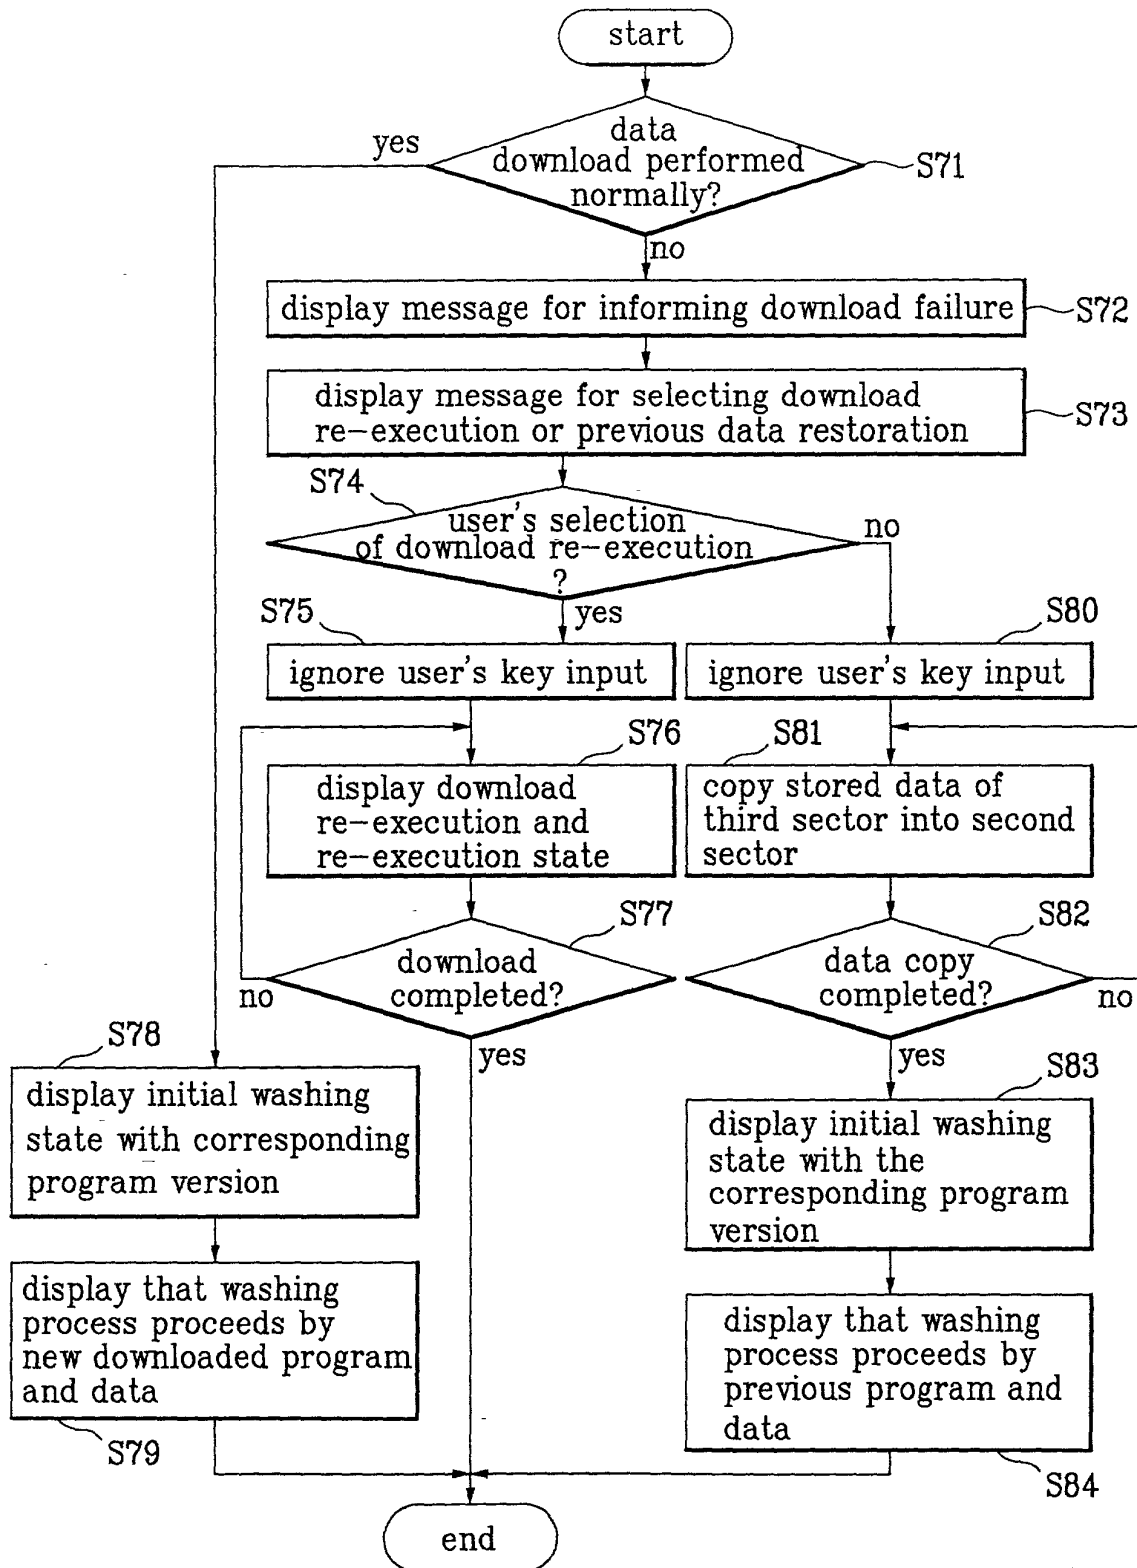 start
data
download performed
normally?
yes
S71
no
display message for informing download failure
S72
display message for selecting download
re-execution or previous data restoration
S73
S74
user's selection
of download re-execution
?
no
yes
S75
ignore user's key input
S80
ignore user's key input
S76
display download
re-execution and
re-execution state
S81
copy stored data of
third sector into second
sector
S77
download
completed?
no
yes
S82
data copy
completed?
no
yes
S78
display initial washing
state with corresponding
program version
S83
display initial washing
state with the
corresponding program
version
display that washing
process proceeds by
new downloaded program
and data
S79
display that washing
process proceeds by
previous program and
data
S84
end